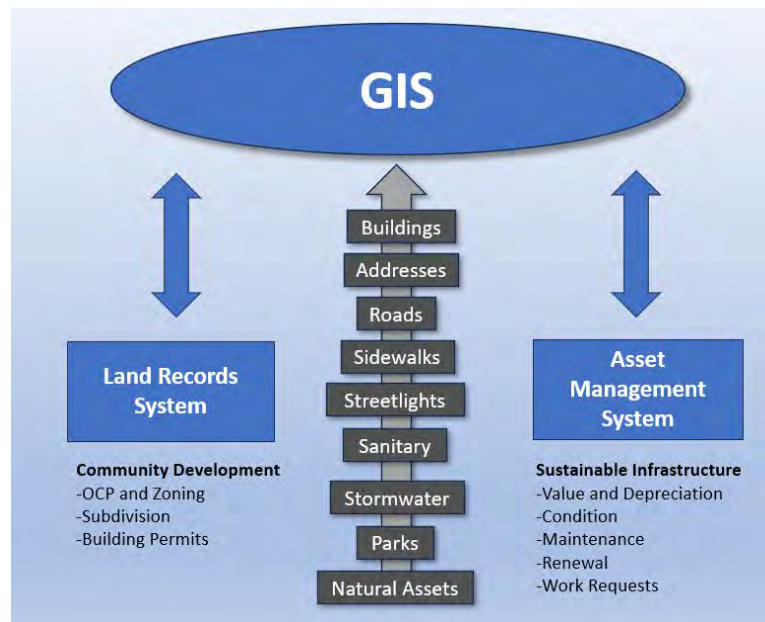 GIS
Buildings
Addresses
Roads
Sidewalks
Streetlights
Sanitary
Stormwater
Parks
Natural Assets
Land Records
System
Community Development
-OCP and Zoning
-Subdivision
-Building Permits
Asset
Management
System
Sustainable Infrastructure
-Value and Depreciation
-Condition
-Maintenance
-Renewal
-Work Requests